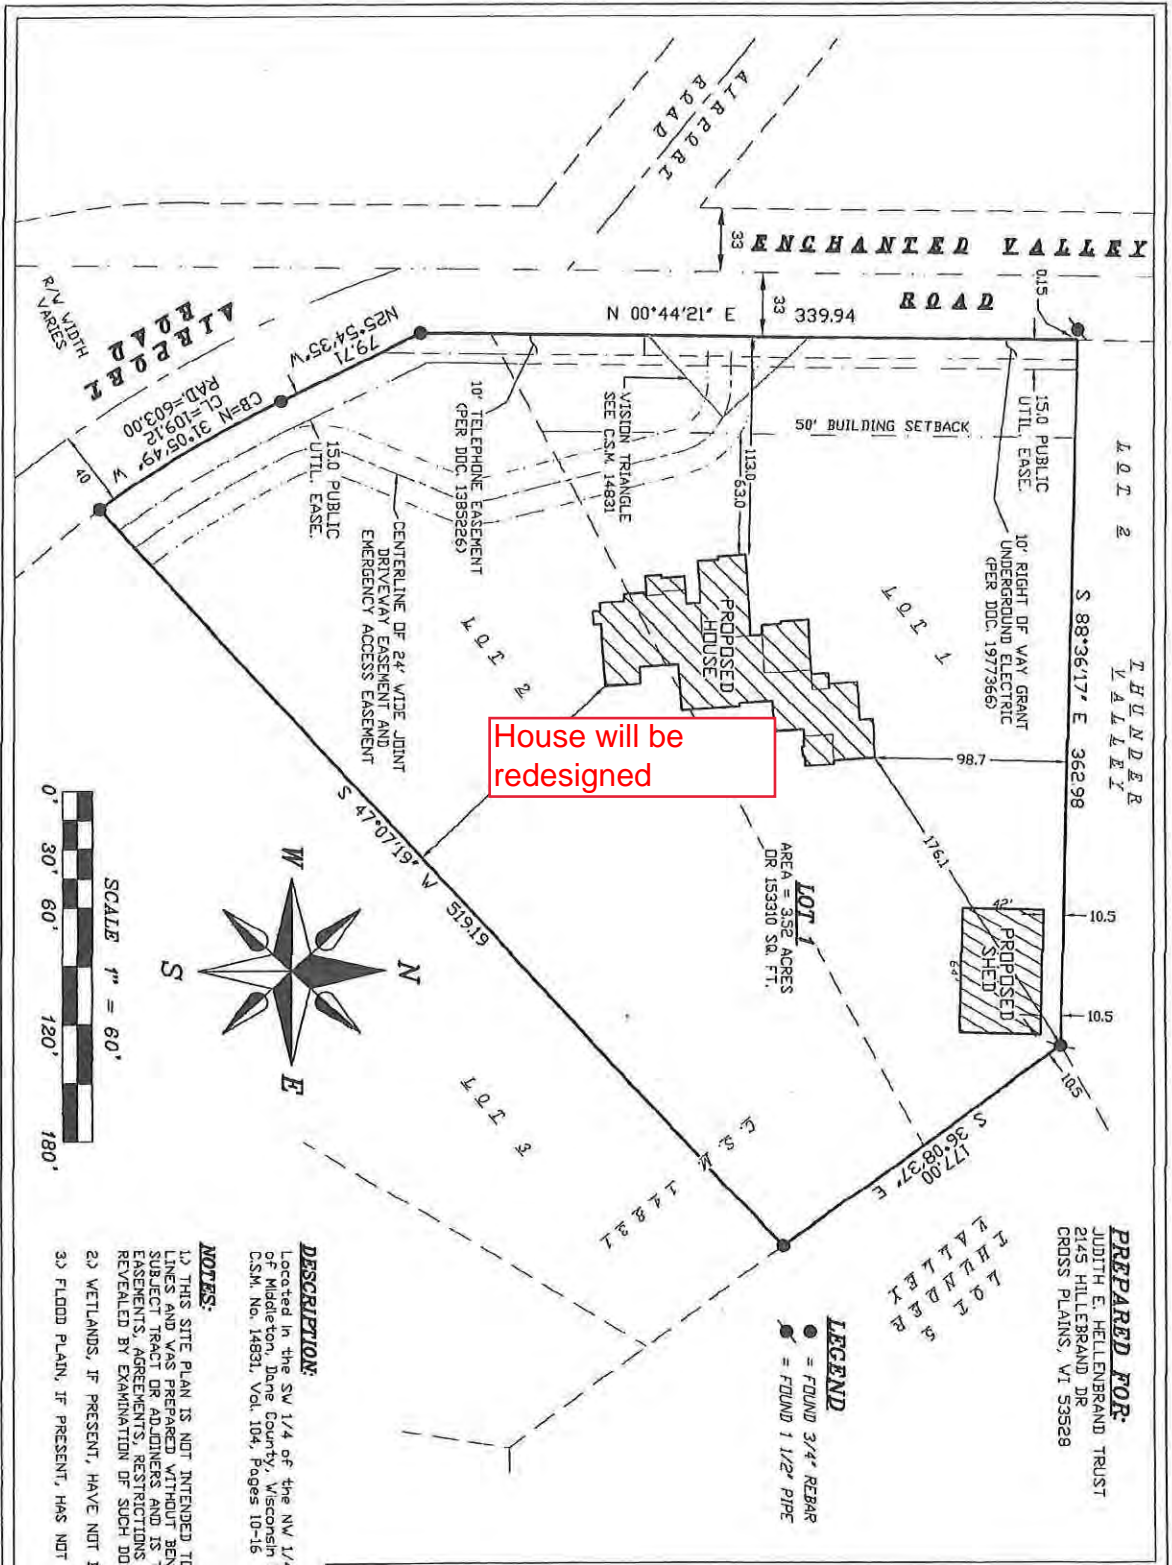 PREPARED FOR:
JUDITH E. HELLENBRAND TRUST
2145 HILLEBRAND DR
CROSS PLAINS, WI 53528
LEGEND
= FOUND 3/4" REBAR
= FOUND 1 1/2" PIPE
DESCRIPTION:
Located in the SW 1/4 of the NW 1/4
of Middleton, Dane County, Wisconsin
C.S.M. No. 14831, Vol. 104, Pages 10-16
NOTES:
1.) THIS SITE PLAN IS NOT INTENDED TO
LINES AND WAS PREPARED WITHOUT BEN
SUBJECT TRACT OR ADJOINERS AND IS T
EASEMENTS, AGREEMENTS, RESTRICTIONS
REVEALED BY EXAMINATION OF SUCH DO
2.) WETLANDS, IF PRESENT, HAVE NOT
3.) FLOOD PLAIN, IF PRESENT, HAS NOT
THUNDER
VALLEY
LOT 2
S 88°36'17" E 362.98
ENCHANTED VALLEY
ROAD
33
33
0.15
N 00°44'21" E 339.94
AIRPORT
ROAD
AIRPORT
ROAD
R/W WIDTH
VARIES
N25°54'35"W
79.71
CB=N 31°05'49" W
CL=109.12
RAD.=603.00
40
15.0 PUBLIC
UTIL. EASE.
10' RIGHT OF WAY GRANT
UNDERGROUND ELECTRIC
(PER DOC. 1977366)
50' BUILDING SETBACK
VISION TRIANGLE
SEE C.S.M. 14831
10' TELEPHONE EASEMENT
(PER DOC. 1385226)
15.0 PUBLIC
UTIL. EASE.
CENTERLINE OF 24' WIDE JOINT
DRIVEWAY EASEMENT AND
EMERGENCY ACCESS EASEMENT
113.0
63.0
LOT 1
LOT 2
PROPOSED
HOUSE
House will be
redesigned
98.7
176.1
10.5
10.5
10.5
42'
64'
PROPOSED
SHED
LOT 1
AREA = 3.52 ACRES
OR 153310 SQ. FT.
S 36°08'37" E
177.00
LOT 5
THUNDER
VALLEY
C. S. M. 14831
LOT 3
S 47°07'19" W 519.19
N
W
E
S
SCALE 1" = 60'
0' 30' 60' 120' 180'